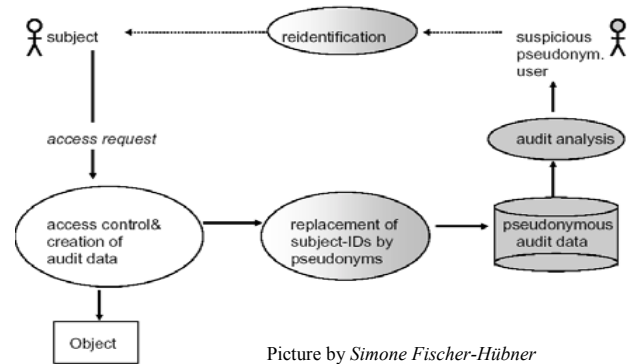 subject
reidentification
suspicious
pseudonym.
user
access request
audit analysis
access control&
creation of
audit data
replacement of
subject-IDs by
pseudonyms
pseudonymous
audit data
Object
Picture by Simone Fischer-Hübner